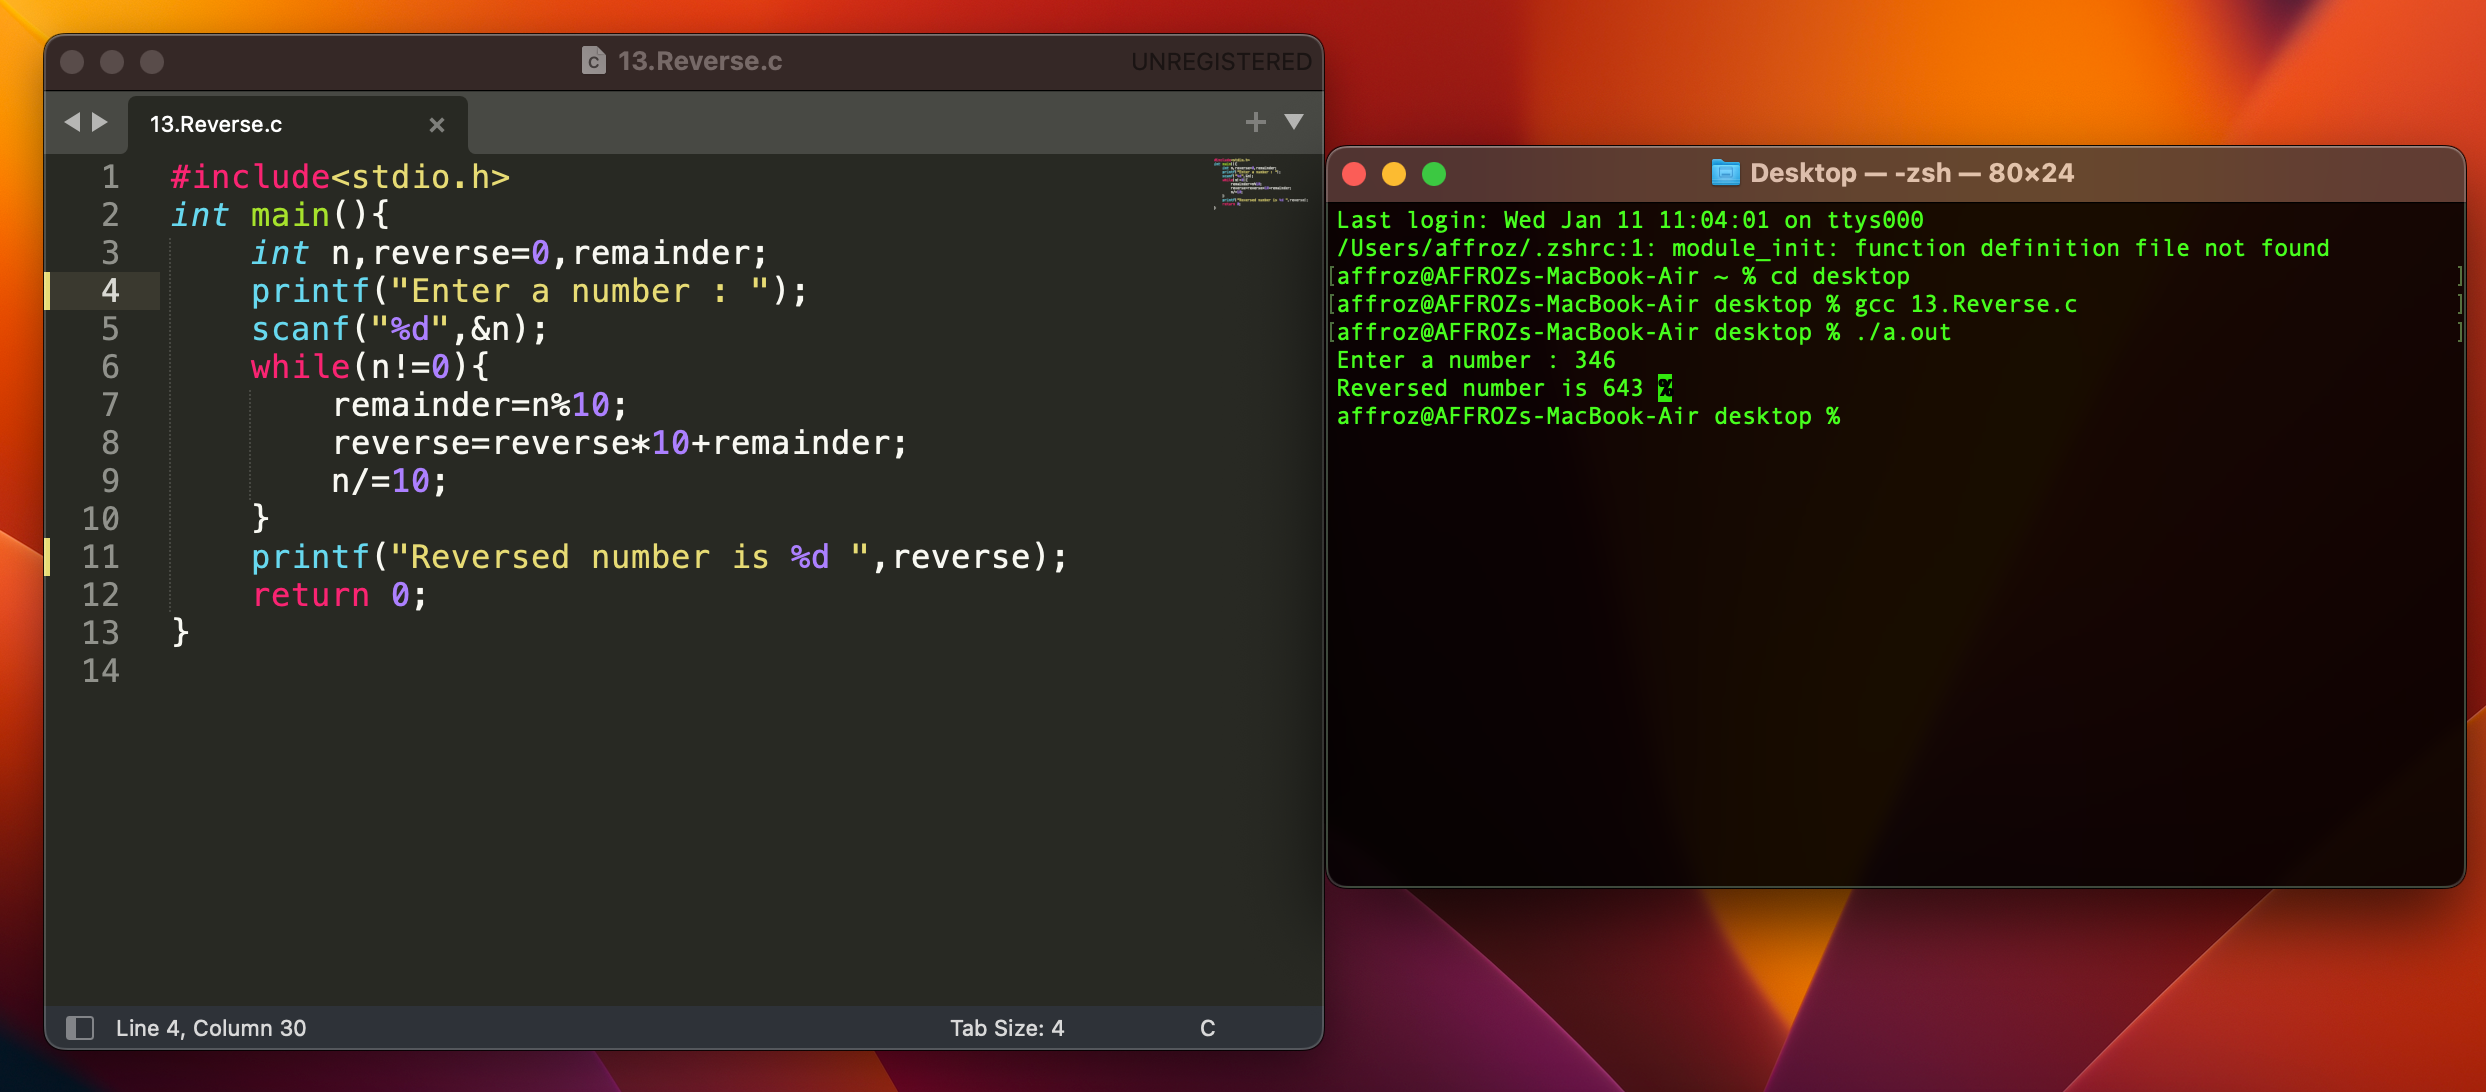 13.Reverse.c
UNREGISTERED
13.Reverse.c
1 #include<stdio.h>
2 int main(){
3     int n,reverse=0,remainder;
4     printf("Enter a number : ");
5     scanf("%d",&n);
6     while(n!=0){
7         remainder=n%10;
8         reverse=reverse*10+remainder;
9         n/=10;
10     }
11     printf("Reversed number is %d ",reverse);
12     return 0;
13 }
14
Line 4, Column 30
Tab Size: 4
C
Desktop — -zsh — 80×24
Last login: Wed Jan 11 11:04:01 on ttys000
/Users/affroz/.zshrc:1: module_init: function definition file not found
[affroz@AFFROZs-MacBook-Air ~ % cd desktop ]
[affroz@AFFROZs-MacBook-Air desktop % gcc 13.Reverse.c ]
[affroz@AFFROZs-MacBook-Air desktop % ./a.out ]
Enter a number : 346
Reversed number is 643 %
affroz@AFFROZs-MacBook-Air desktop %